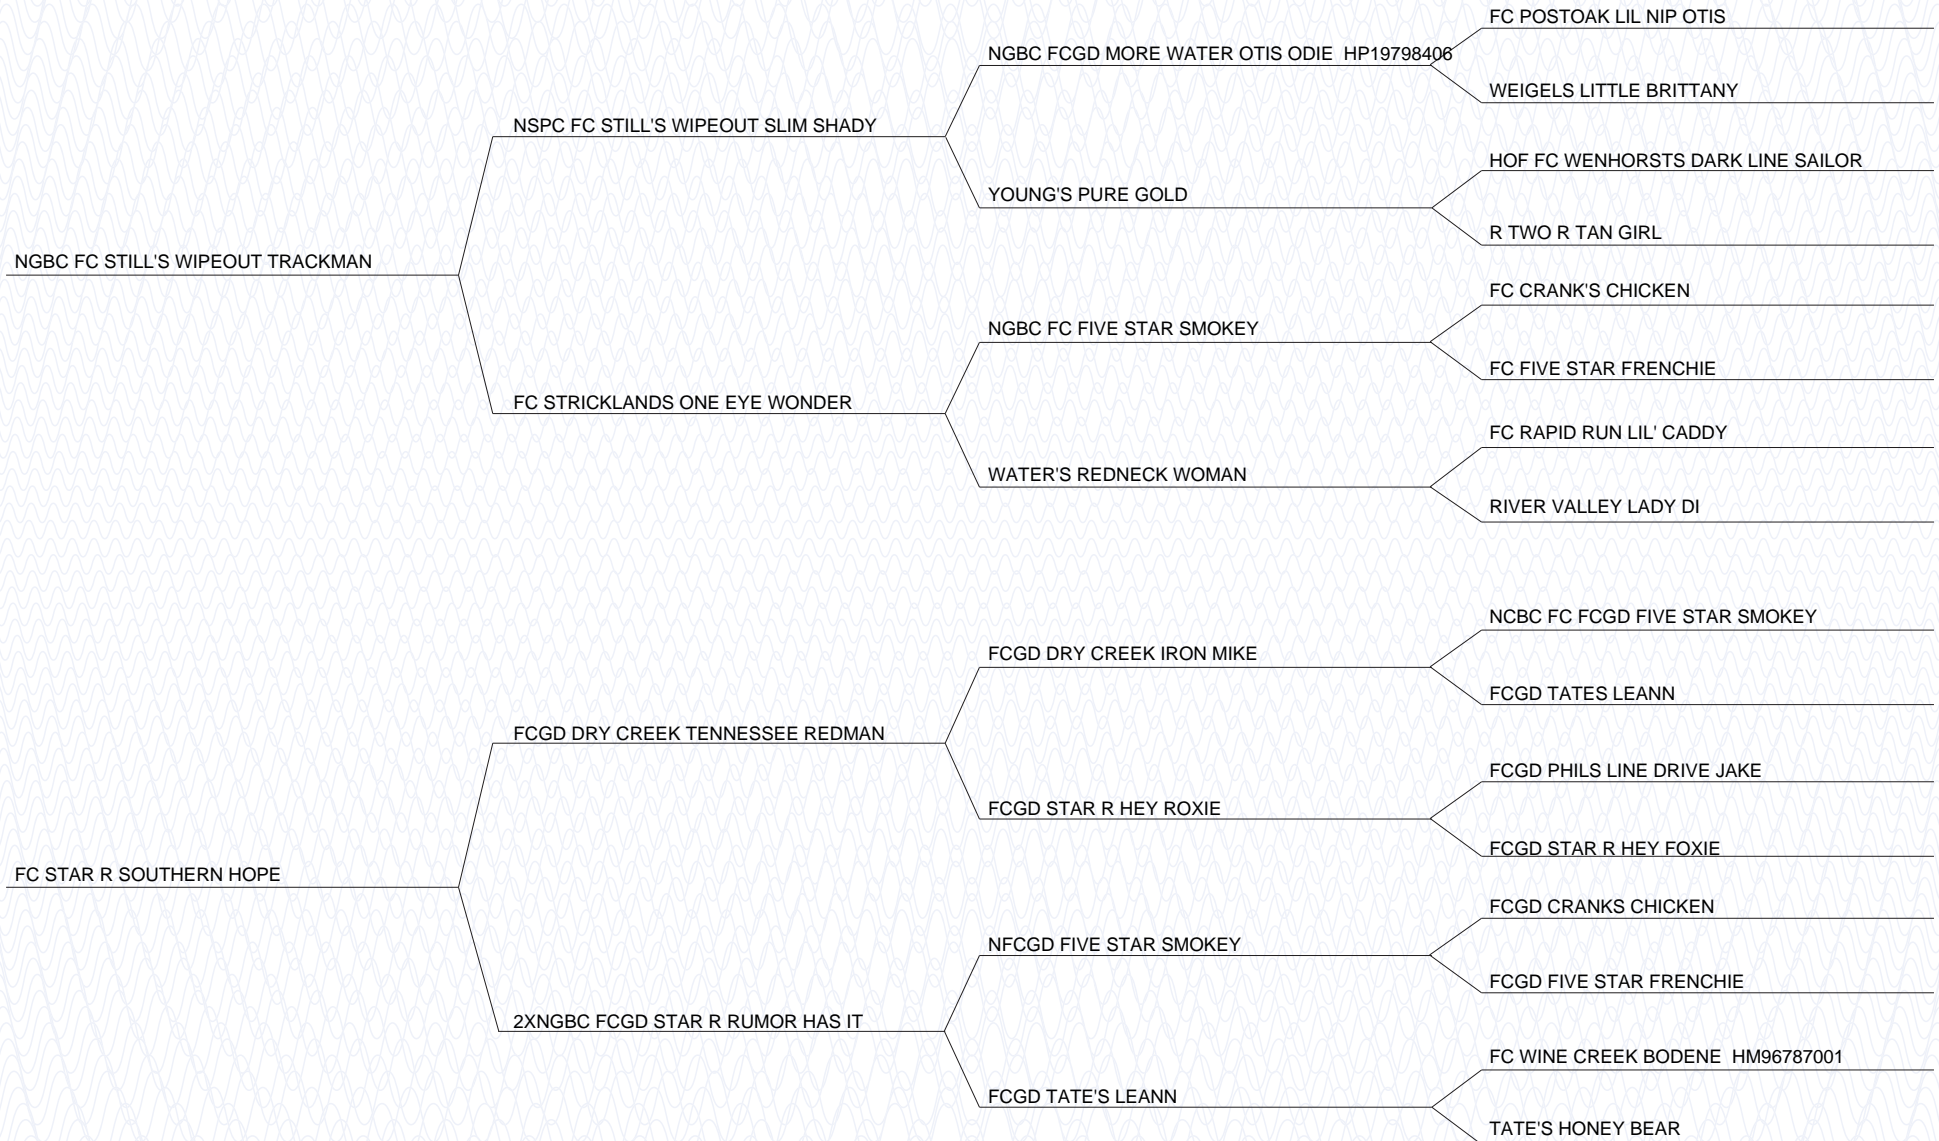 FC POSTOAK LIL NIP OTIS
NGBC FCGD MORE WATER OTIS ODIE HP19798406
WEIGELS LITTLE BRITTANY
NSPC FC STILL'S WIPEOUT SLIM SHADY
HOF FC WENHORSTS DARK LINE SAILOR
YOUNG'S PURE GOLD
R TWO R TAN GIRL
NGBC FC STILL'S WIPEOUT TRACKMAN
FC CRANK'S CHICKEN
NGBC FC FIVE STAR SMOKEY
FC FIVE STAR FRENCHIE
FC STRICKLANDS ONE EYE WONDER
FC RAPID RUN LIL' CADDY
WATER'S REDNECK WOMAN
RIVER VALLEY LADY DI
NCBC FC FCGD FIVE STAR SMOKEY
FCGD DRY CREEK IRON MIKE
FCGD TATES LEANN
FCGD DRY CREEK TENNESSEE REDMAN
FCGD PHILS LINE DRIVE JAKE
FCGD STAR R HEY ROXIE
FCGD STAR R HEY FOXIE
FC STAR R SOUTHERN HOPE
FCGD CRANKS CHICKEN
NFCGD FIVE STAR SMOKEY
FCGD FIVE STAR FRENCHIE
2XNGBC FCGD STAR R RUMOR HAS IT
FC WINE CREEK BODENE HM96787001
FCGD TATE'S LEANN
TATE'S HONEY BEAR